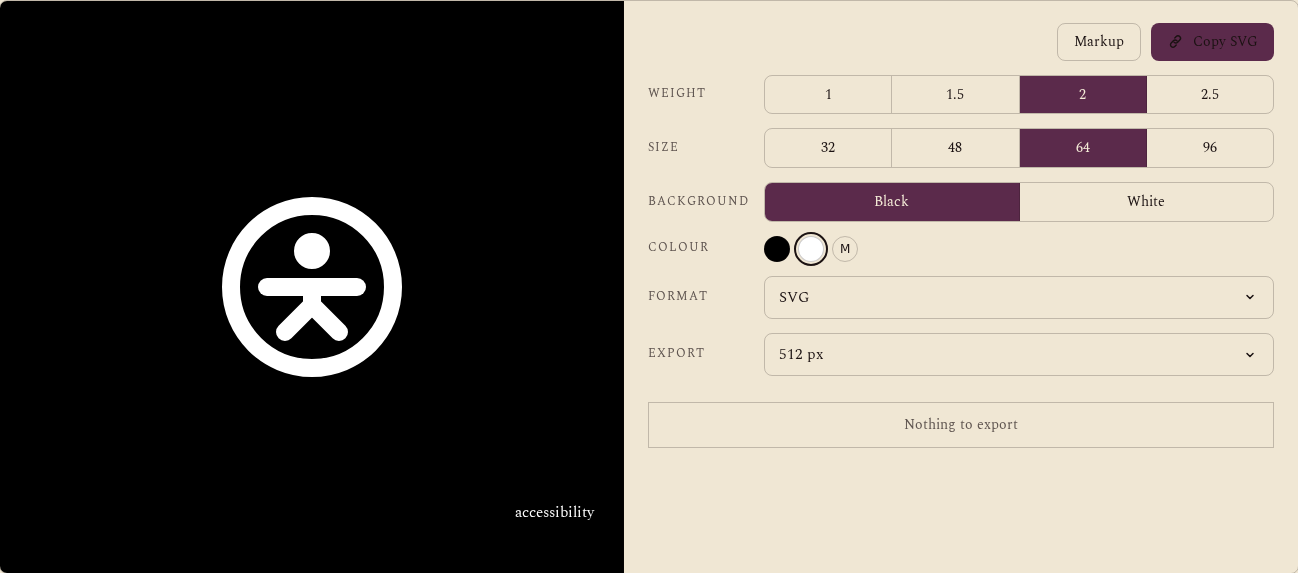 Markup
Copy SVG
WEIGHT
1
1.5
2
2.5
SIZE
32
48
64
96
BACKGROUND
Black
White
COLOUR
M
FORMAT
SVG
EXPORT
512 px
Nothing to export
accessibility